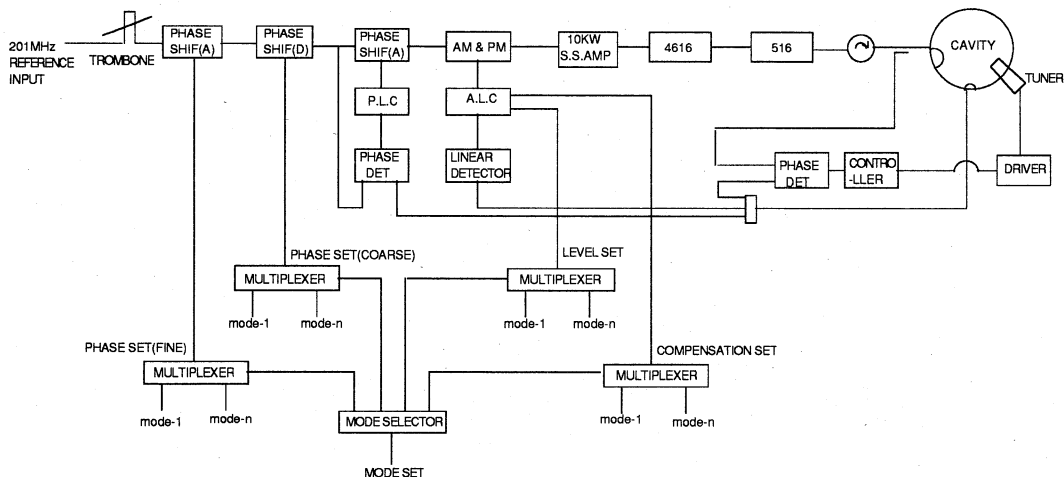 201MHz
REFERENCE
INPUT
TROMBONE
PHASE
SHIF(A)
PHASE
SHIF(D)
PHASE
SHIF(A)
AM & PM
10KW
S.S.AMP
4616
516
CAVITY
TUNER
P.L.C
A.L.C
PHASE
DET
LINEAR
DETECTOR
PHASE
DET
CONTRO
-LLER
DRIVER
PHASE SET(COARSE)
MULTIPLEXER
mode-1
mode-n
LEVEL SET
MULTIPLEXER
mode-1
mode-n
PHASE SET(FINE)
MULTIPLEXER
mode-1
mode-n
COMPENSATION SET
MULTIPLEXER
mode-1
mode-n
MODE SELECTOR
MODE SET